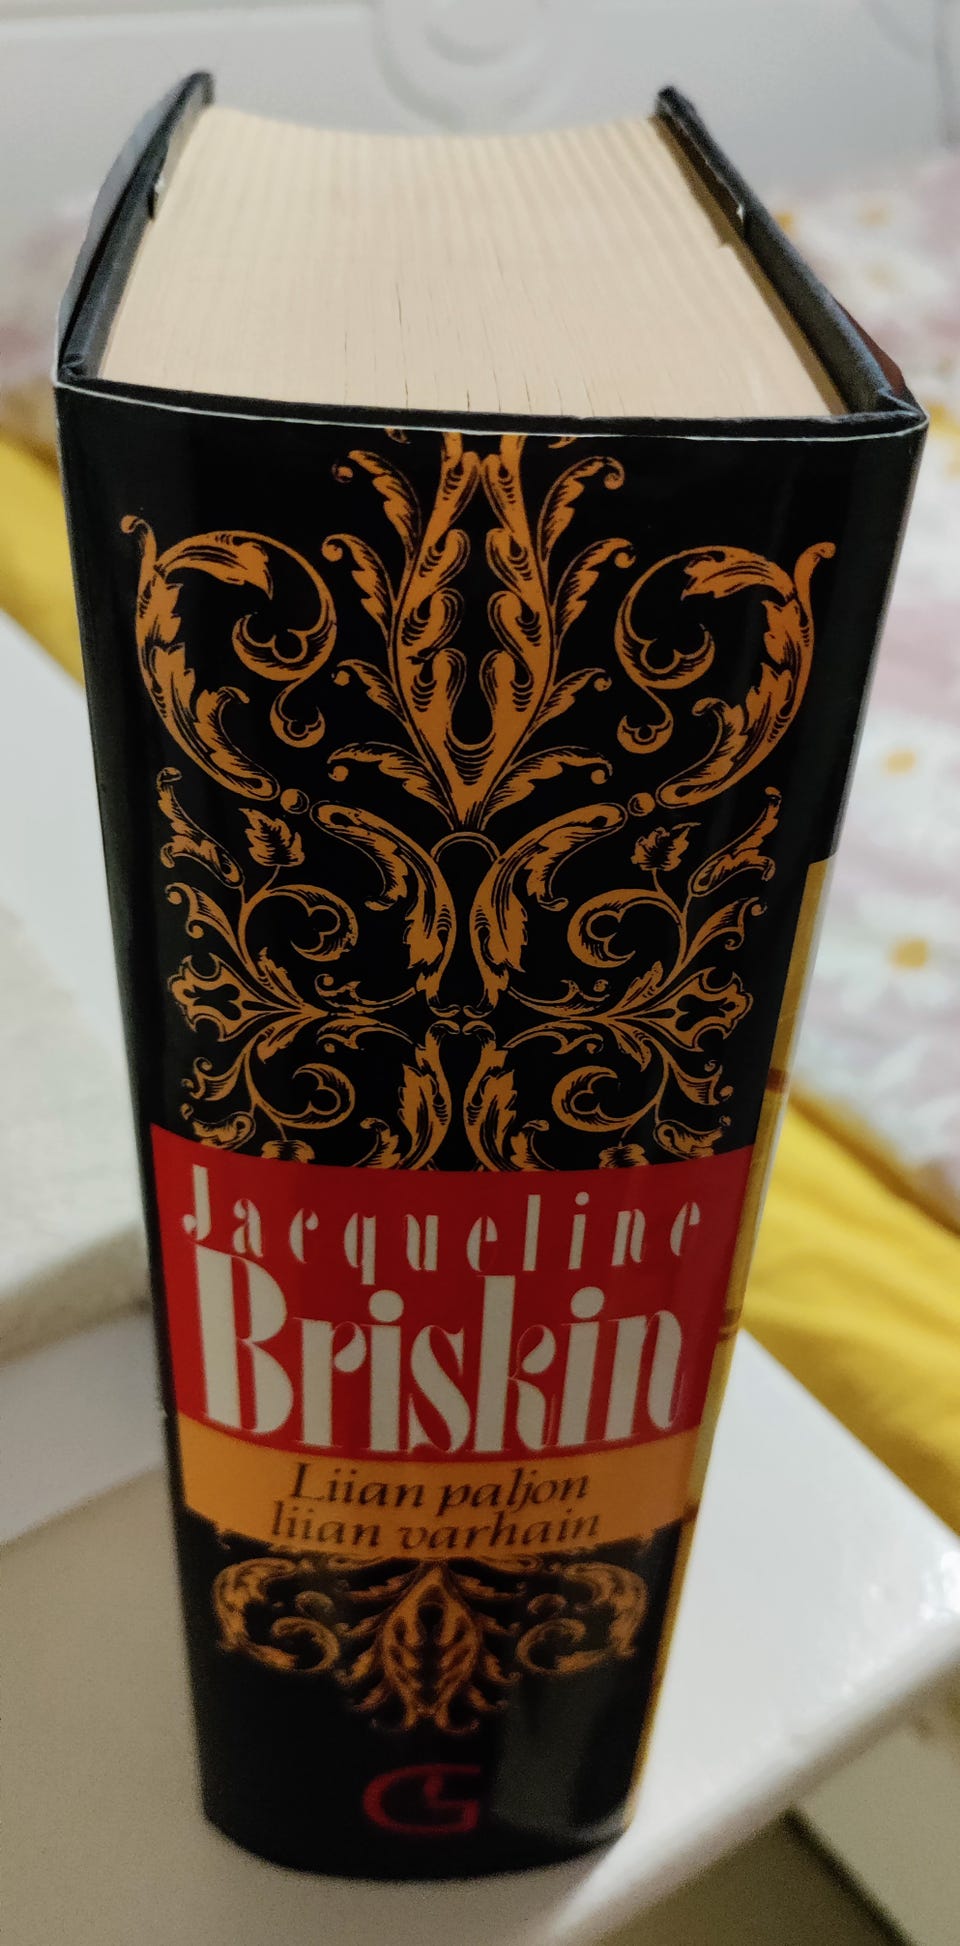 Jacqueline
Briskin
Liian paljon
liian varhain
G